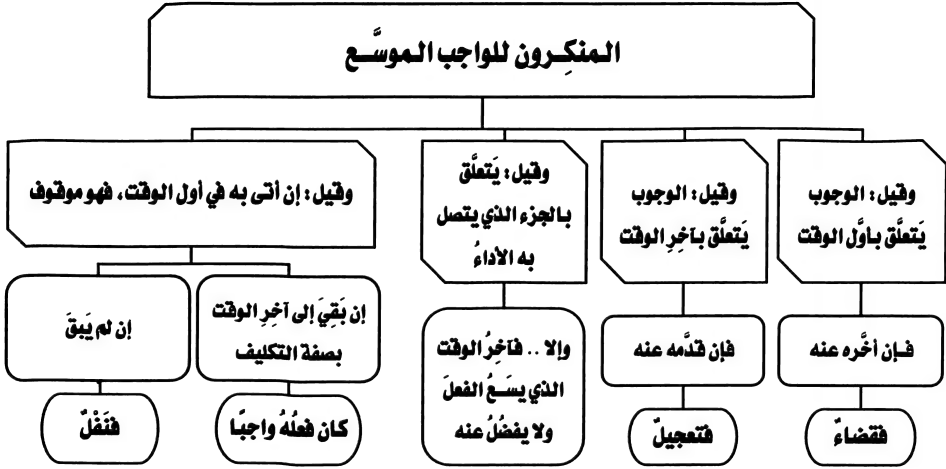 المنكِرون للواجب الموسَّع
وقيل: الوجوب
يَتعلَّق بأوَّل الوقت
فإن أخَّره عنه
فقضاءٌ
وقيل: الوجوب
يَتعلَّق بآخِرِ الوقت
فإن قدَّمه عنه
فتعجيلٌ
وقيل: يَتعلَّق
بالجزء الذي يتصل
به الأداءُ
وإلا .. فآخِرُ الوقت
الذي يسَعُ الفعلَ
ولا يفضُلُ عنه
وقيل: إن أتى به في أول الوقت، فهو موقوف
إن بَقِيَ إلى آخِرِ الوقت
بصفة التكليف
كان فعلُهُ واجبًا
إن لم يَبقَ
فنَفْلٌ